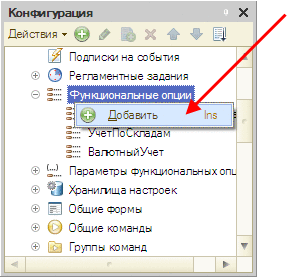 Конфигурация
Действия
Подписки на события
Регламентные задания
Функциональные опции
Добавить Ins
УчетПоСкладам
ВалютныйУчет
Параметры функциональных опц
Хранилища настроек
Общие формы
Общие команды
Группы команд